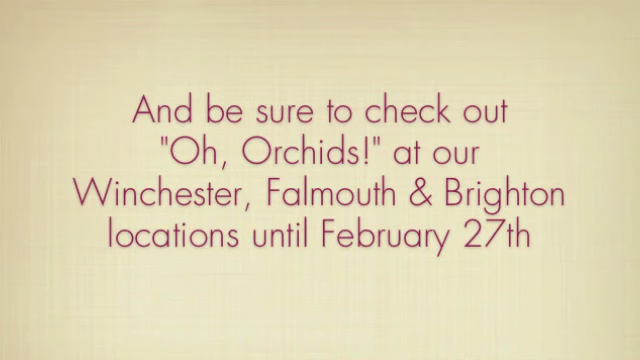 And be sure to check out
"Oh, Orchids!" at our
Winchester, Falmouth & Brighton
locations until February 27th